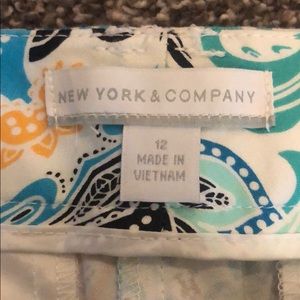 NEW YORK & COMPANY
12
MADE IN
VIETNAM